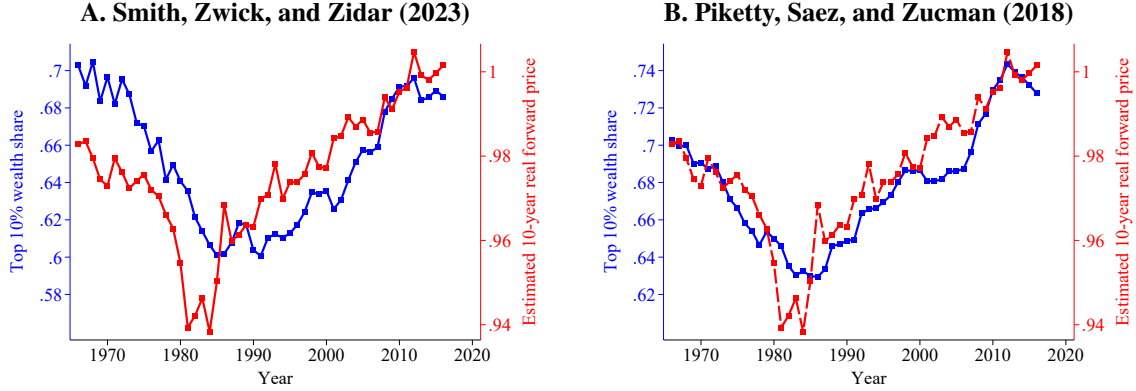 A. Smith, Zwick, and Zidar (2023)
Top 10% wealth share
.7
.68
.66
.64
.62
.6
.58
1
.98
.96
.94
Estimated 10-year real forward price
1970 1980 1990 2000 2010 2020
Year
B. Piketty, Saez, and Zucman (2018)
Top 10% wealth share
.74
.72
.7
.68
.66
.64
.62
1
.98
.96
.94
Estimated 10-year real forward price
1970 1980 1990 2000 2010 2020
Year